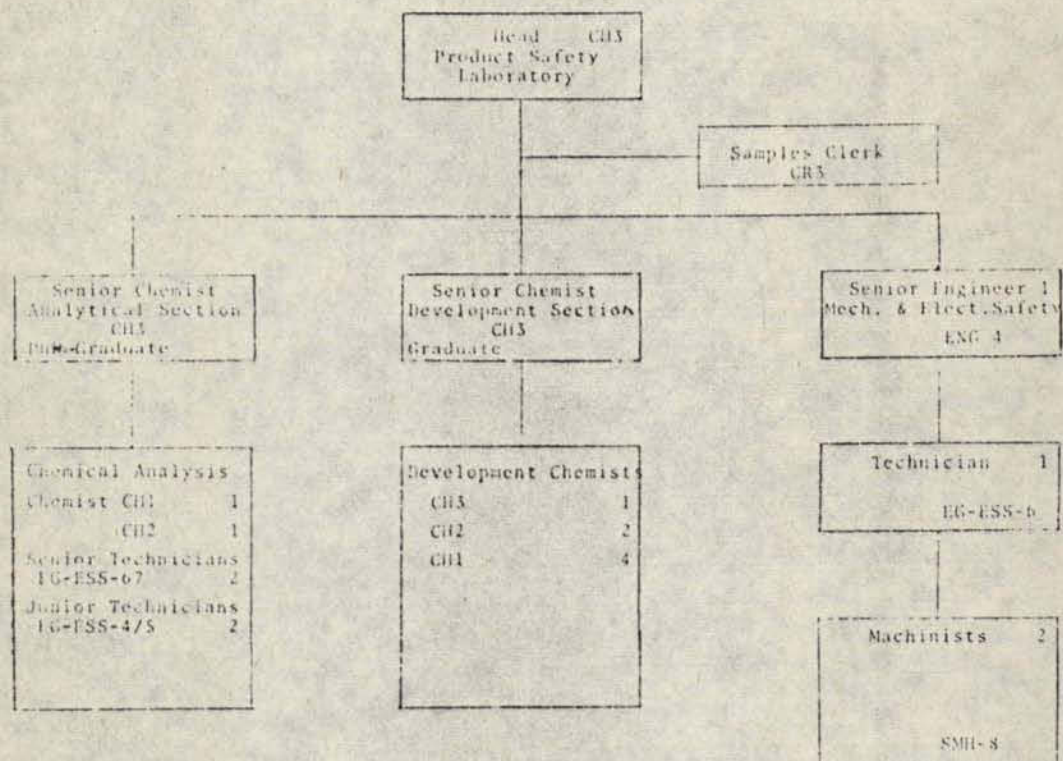 Head CH3
Product Safety
Laboratory
Samples Clerk
CR3
Senior Chemist
Analytical Section
CH3
Graduate
Senior Chemist
Development Section
CH3
Graduate
Senior Engineer 1
Mech. & Elect.Safety
ENG 4
Chemical Analysis
Chemist CH1 1
CH2 1
Senior Technicians
EG-ESS-67 2
Junior Technicians
EG-ESS-4/5 2
Development Chemists
CH3 1
CH2 2
CH1 4
Technician 1
EG-ESS-6
Machinists 2
SMH-8